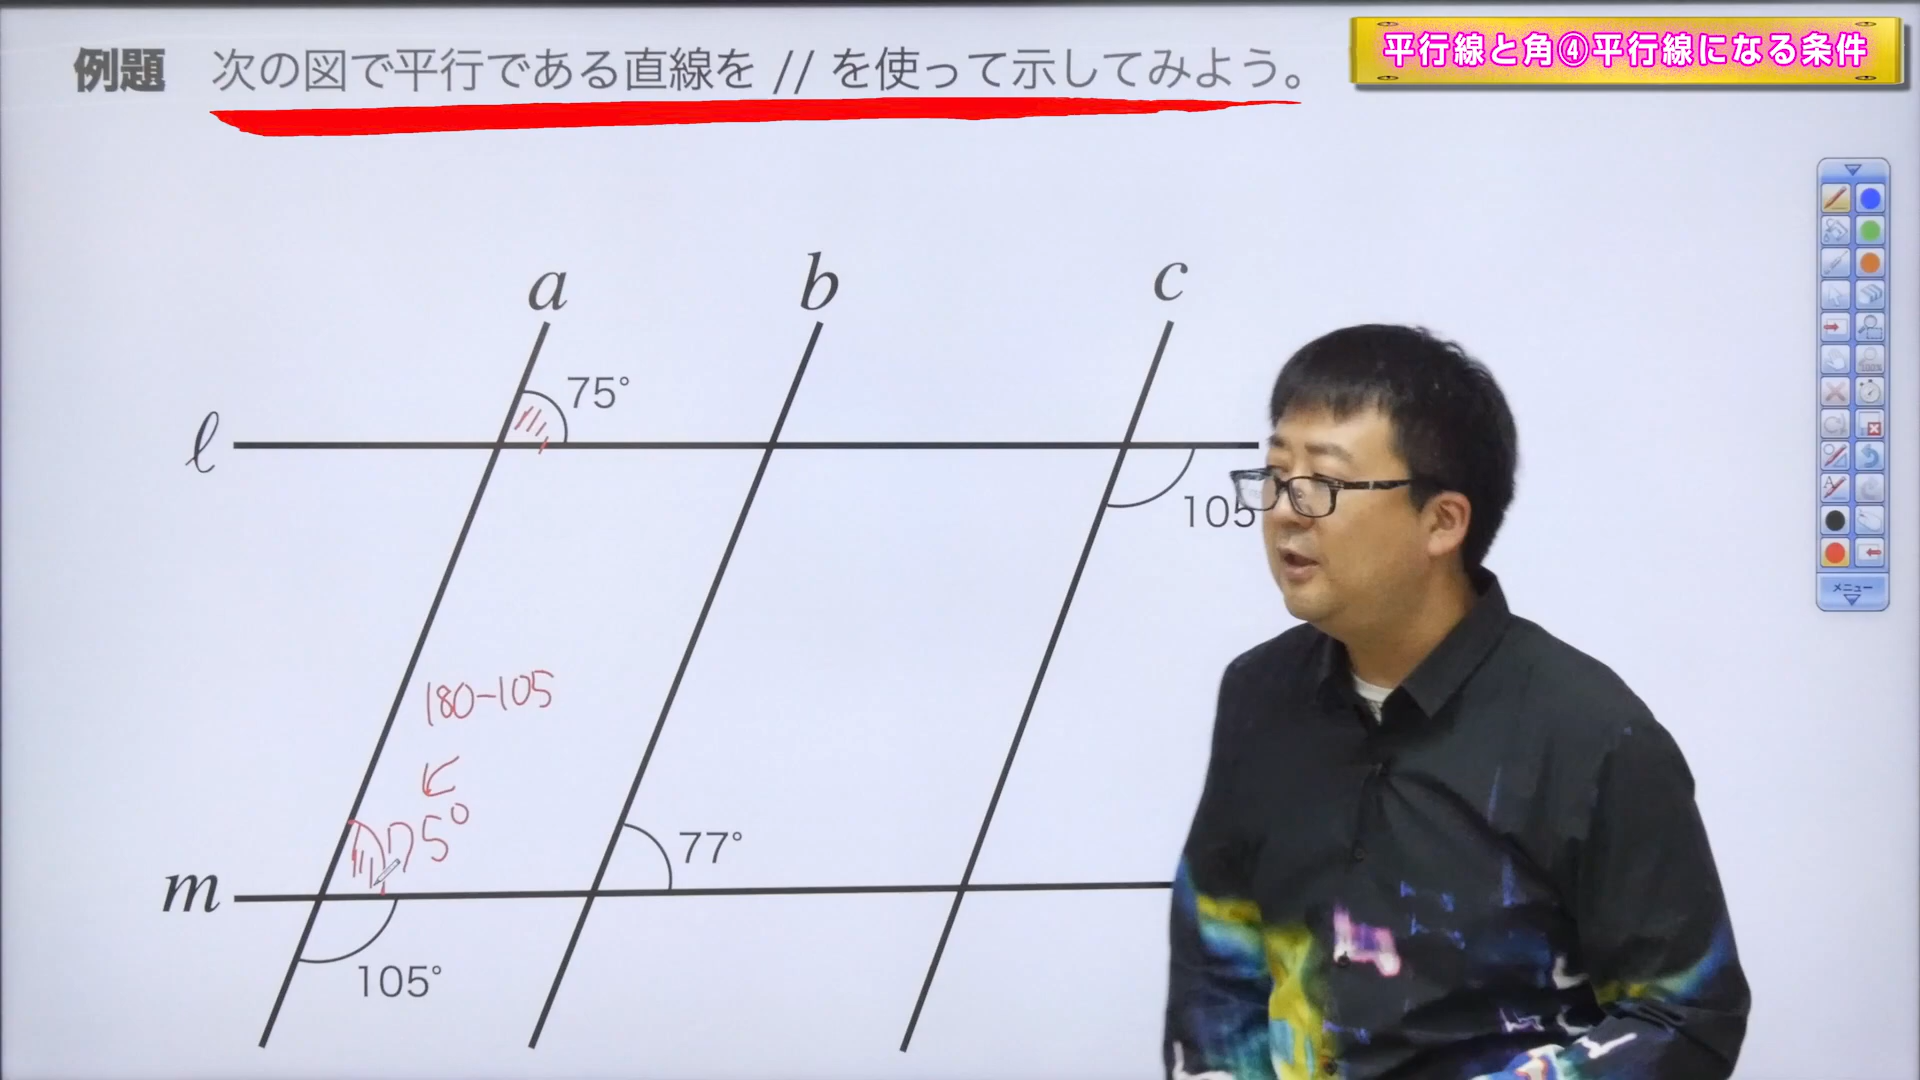 例題 次の図で平行である直線を // を使って示してみよう。
平行線と角④平行線になる条件
a
b
c
75°
ℓ
105
180-105
75°
77°
m
105°
メニュー